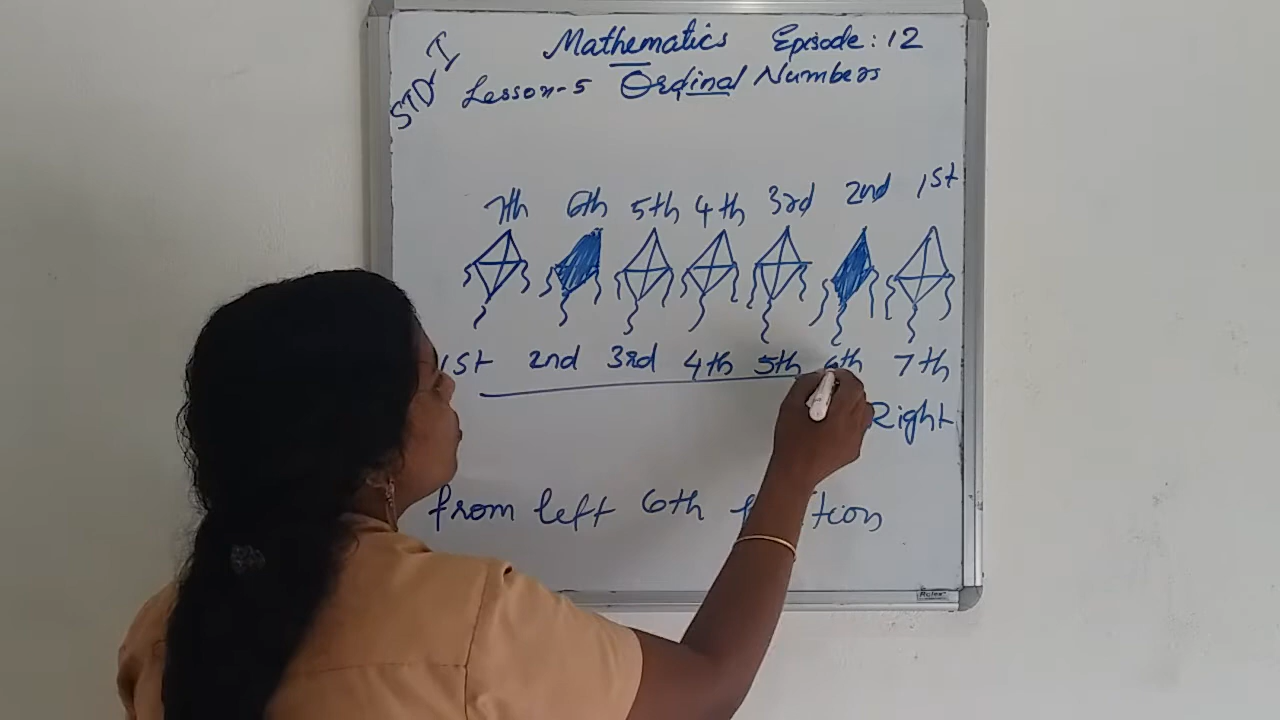 STD-I
Mathematics Episode: 12
Lesson-5 Ordinal Numbers
7th 6th 5th 4th 3rd 2nd 1st
1st 2nd 3rd 4th 5th 6th 7th
Right
from left 6th